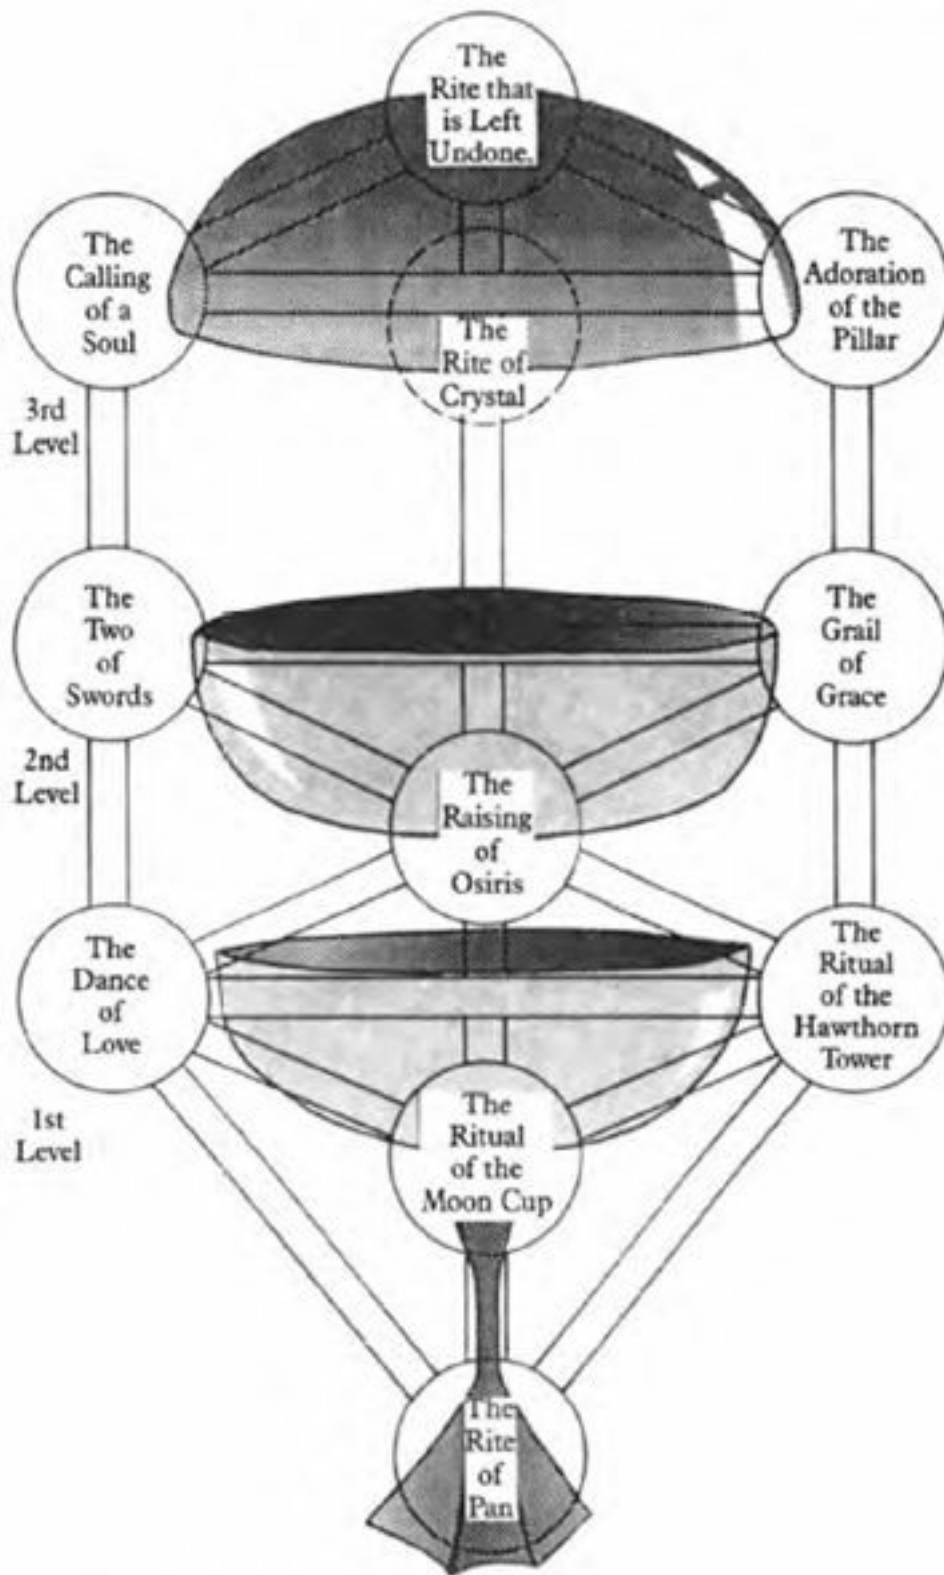 The
Rite that
is Left
Undone.
The
Calling
of a
Soul
The
Adoration
of the
Pillar
The
Rite of
Crystal
3rd
Level
The
Two
of
Swords
The
Grail
of
Grace
2nd
Level
The
Raising
of
Osiris
The
Dance
of
Love
The
Ritual
of the
Hawthorn
Tower
1st
Level
The
Ritual
of the
Moon Cup
The
Rite
of
Pan